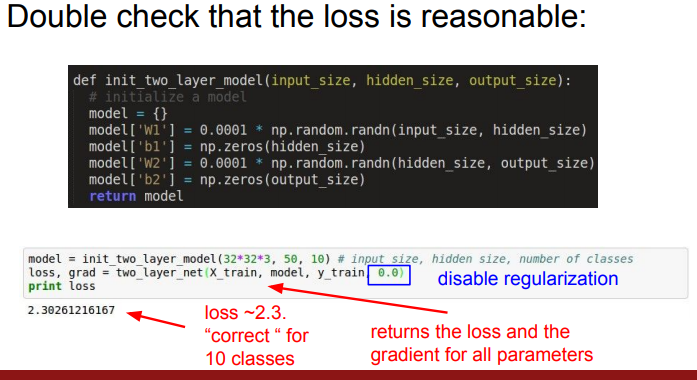 Double check that the loss is reasonable:
def init_two_layer_model(input_size, hidden_size, output_size):
# initialize a model
model = {}
model['W1'] = 0.0001 * np.random.randn(input_size, hidden_size)
model['b1'] = np.zeros(hidden_size)
model['W2'] = 0.0001 * np.random.randn(hidden_size, output_size)
model['b2'] = np.zeros(output_size)
return model
model = init_two_layer_model(32*32*3, 50, 10) # input size, hidden size, number of classes
loss, grad = two_layer_net(X_train, model, y_train, 0.0)
disable regularization
print loss
2.30261216167
loss ~2.3.
“correct “ for
10 classes
returns the loss and the
gradient for all parameters